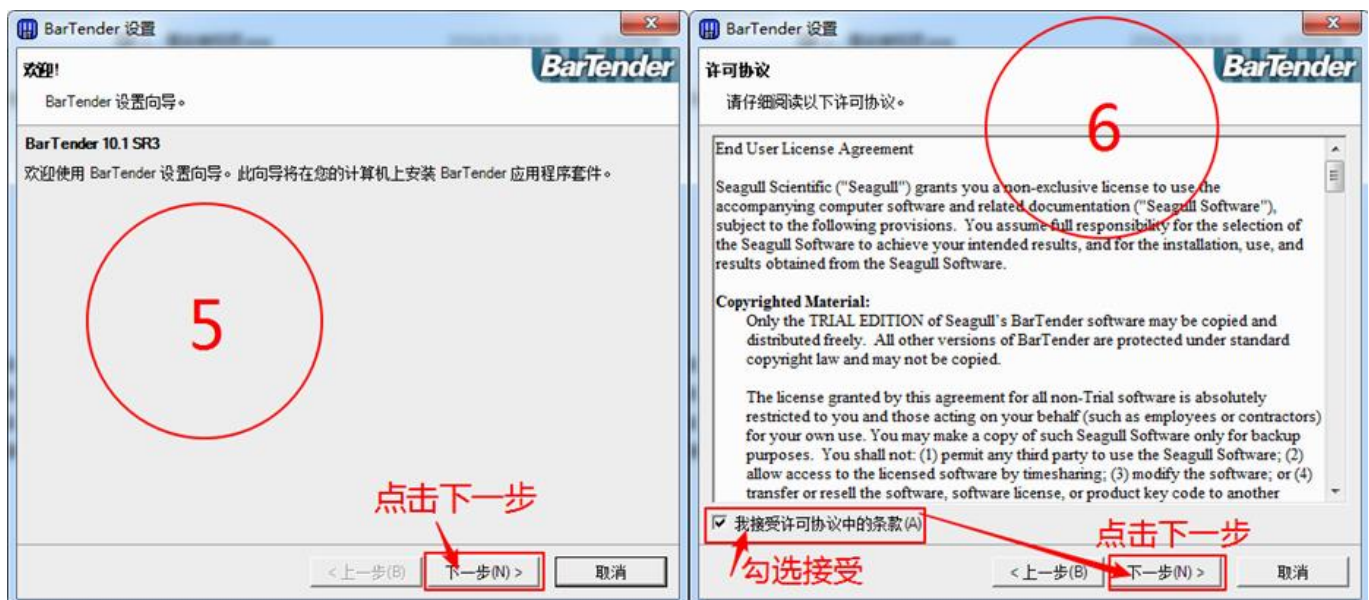 BarTender 设置
欢迎!
BarTender 设置向导。
BarTender
BarTender 10.1 SR3
欢迎使用 BarTender 设置向导。此向导将在您的计算机上安装 BarTender 应用程序套件。
5
点击下一步
<上一步(B)
下一步(N) >
取消
BarTender 设置
许可协议
请仔细阅读以下许可协议。
BarTender
6
End User License Agreement
Seagull Scientific ("Seagull") grants you a non-exclusive license to use the
accompanying computer software and related documentation ("Seagull Software"),
subject to the following provisions. You assume full responsibility for the selection of
the Seagull Software to achieve your intended results, and for the installation, use, and
results obtained from the Seagull Software.
Copyrighted Material:
Only the TRIAL EDITION of Seagull's BarTender software may be copied and
distributed freely. All other versions of BarTender are protected under standard
copyright law and may not be copied.
The license granted by this agreement for all non-Trial software is absolutely
restricted to you and those acting on your behalf (such as employees or contractors)
for your own use. You may make a copy of such Seagull Software only for backup
purposes. You shall not: (1) permit any third party to use the Seagull Software; (2)
allow access to the licensed software by timesharing; (3) modify the software; or (4)
transfer or resell the software, software license, or product key code to another
我接受许可协议中的条款(A)
点击下一步
勾选接受
<上一步(B)
下一步(N) >
取消